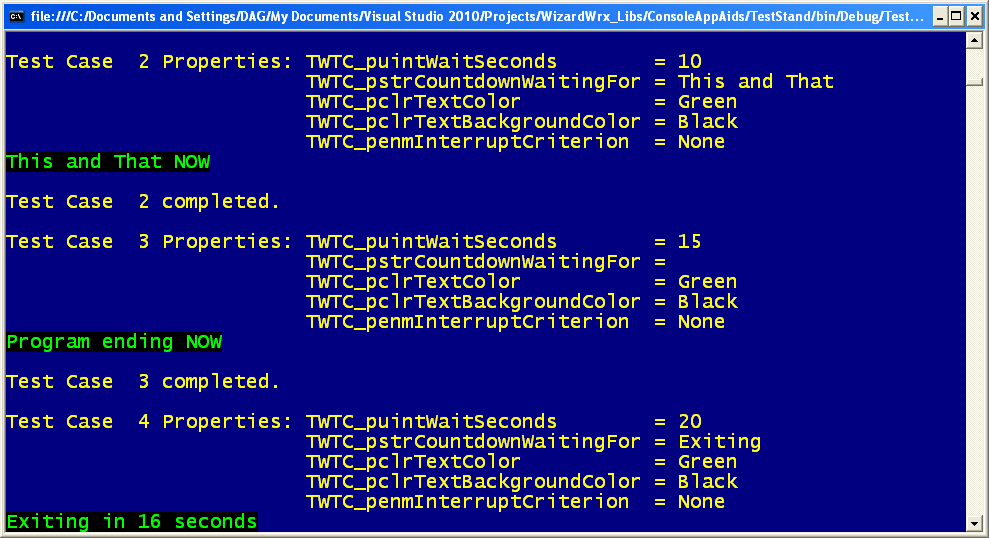 file:///C:/Documents and Settings/DAG/My Documents/Visual Studio 2010/Projects/WizardWrx_Libs/ConsoleAppAids/TestStand/bin/Debug/Test...
Test Case  2 Properties: TWTC_puintWaitSeconds        = 10
                         TWTC_pstrCountdownWaitingFor = This and That
                         TWTC_pclrTextColor           = Green
                         TWTC_pclrTextBackgroundColor = Black
                         TWTC_penmInterruptCriterion  = None
This and That NOW
Test Case  2 completed.
Test Case  3 Properties: TWTC_puintWaitSeconds        = 15
                         TWTC_pstrCountdownWaitingFor =
                         TWTC_pclrTextColor           = Green
                         TWTC_pclrTextBackgroundColor = Black
                         TWTC_penmInterruptCriterion  = None
Program ending NOW
Test Case  3 completed.
Test Case  4 Properties: TWTC_puintWaitSeconds        = 20
                         TWTC_pstrCountdownWaitingFor = Exiting
                         TWTC_pclrTextColor           = Green
                         TWTC_pclrTextBackgroundColor = Black
                         TWTC_penmInterruptCriterion  = None
Exiting in 16 seconds